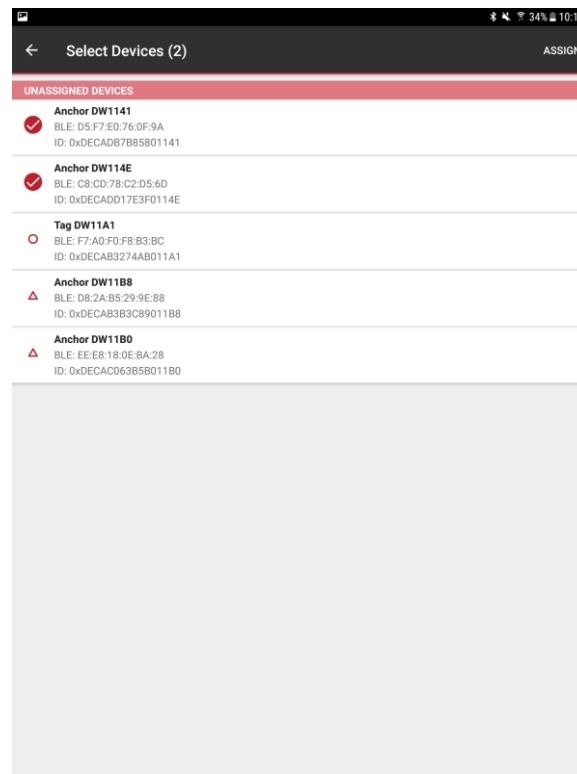 34% 10:1
Select Devices (2)
ASSIGN
UNASSIGNED DEVICES
Anchor DW1141
BLE: D5:F7:E0:76:0F:9A
ID: 0xDECADB7B85801141
Anchor DW114E
BLE: C8:CD:78:C2:D5:6D
ID: 0xDECADD17E3F0114E
Tag DW11A1
BLE: F7:A0:F0:F8:B3:BC
ID: 0xDECAB3274AB011A1
Anchor DW11B8
BLE: D8:2A:B5:29:9E:88
ID: 0xDECAB3B3C89011B8
Anchor DW11B0
BLE: EE:E8:18:0E:BA:28
ID: 0xDECAC063B5B011B0